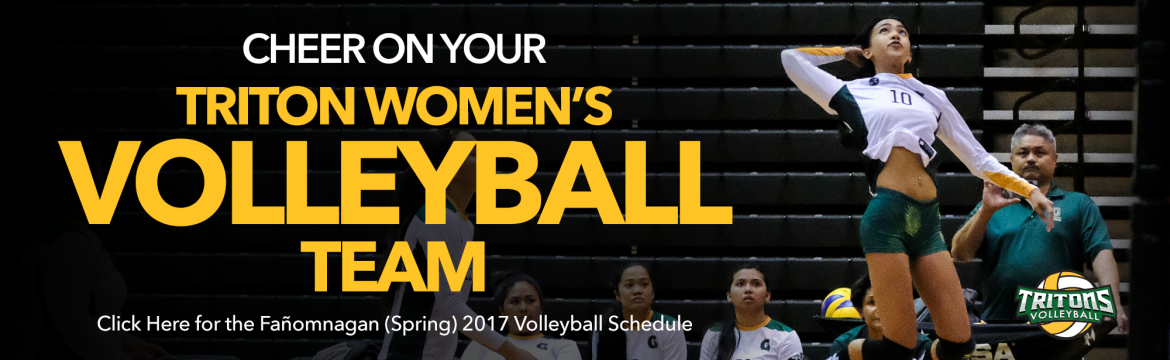 CHEER ON YOUR
TRITON WOMEN'S
VOLLEYBALL
TEAM
Click Here for the Fañomnagan (Spring) 2017 Volleyball Schedule
10
G
G
TRITONS
VOLLEYBALL
SA